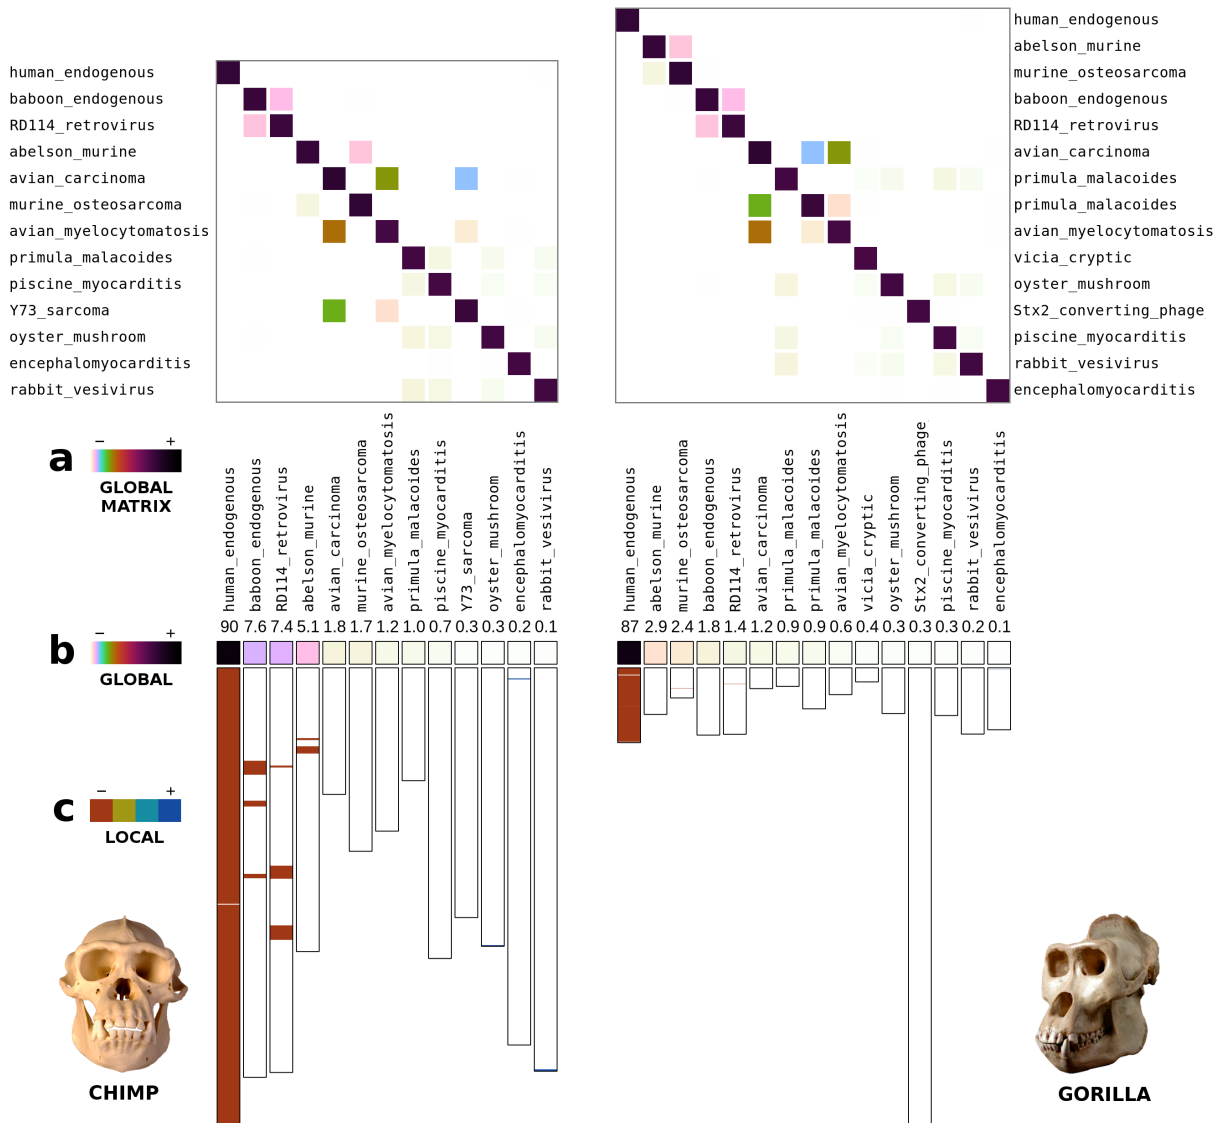 human_endogenous
baboon_endogenous
RD114_retrovirus
abelson_murine
avian_carcinoma
murine_osteosarcoma
avian_myelocytomatosis
primula_malacoides
piscine_myocarditis
Y73_sarcoma
oyster_mushroom
encephalomyocarditis
rabbit_vesivirus
human_endogenous
abelson_murine
murine_osteosarcoma
baboon_endogenous
RD114_retrovirus
avian_carcinoma
primula_malacoides
primula_malacoides
avian_myelocytomatosis
vicia_cryptic
oyster_mushroom
Stx2_converting_phage
piscine_myocarditis
rabbit_vesivirus
encephalomyocarditis
a
− +
GLOBAL
MATRIX
human_endogenous
baboon_endogenous
RD114_retrovirus
abelson_murine
avian_carcinoma
murine_osteosarcoma
avian_myelocytomatosis
primula_malacoides
piscine_myocarditis
Y73_sarcoma
oyster_mushroom
encephalomyocarditis
rabbit_vesivirus
human_endogenous
abelson_murine
murine_osteosarcoma
baboon_endogenous
RD114_retrovirus
avian_carcinoma
primula_malacoides
primula_malacoides
avian_myelocytomatosis
vicia_cryptic
oyster_mushroom
Stx2_converting_phage
piscine_myocarditis
rabbit_vesivirus
encephalomyocarditis
90 7.6 7.4 5.1 1.8 1.7 1.2 1.0 0.7 0.3 0.3 0.2 0.1
87 2.9 2.4 1.8 1.4 1.2 0.9 0.9 0.6 0.4 0.3 0.3 0.3 0.2 0.1
b
− +
GLOBAL
c
− +
LOCAL
CHIMP
GORILLA